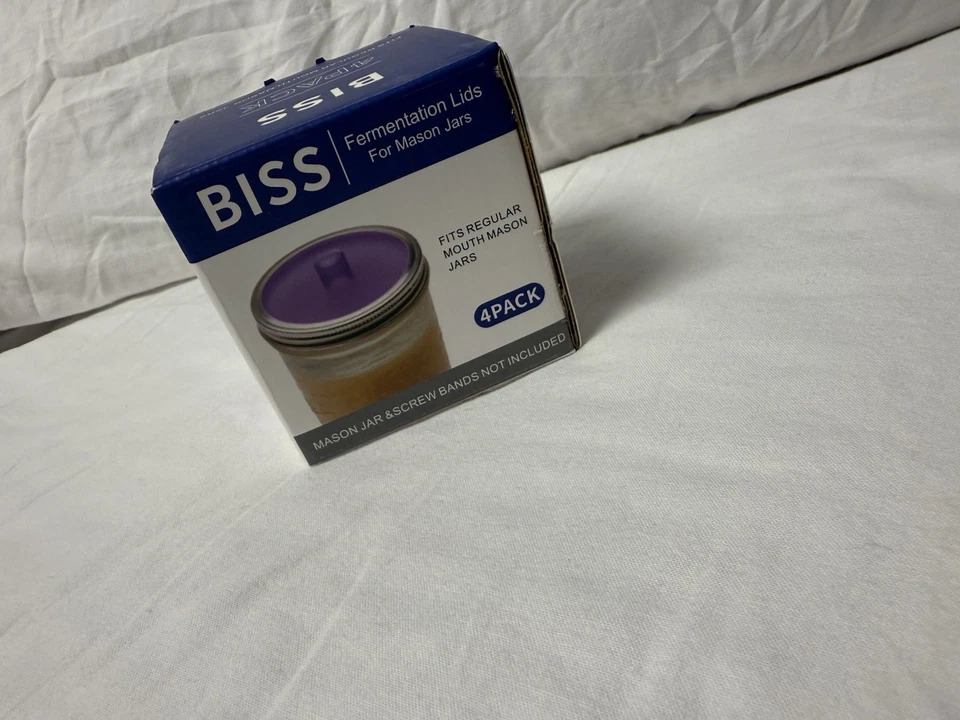 4PACK
BISS
BISS
Fermentation Lids
For Mason Jars
FITS REGULAR
MOUTH MASON
JARS
4PACK
MASON JAR &SCREW BANDS NOT INCLUDED